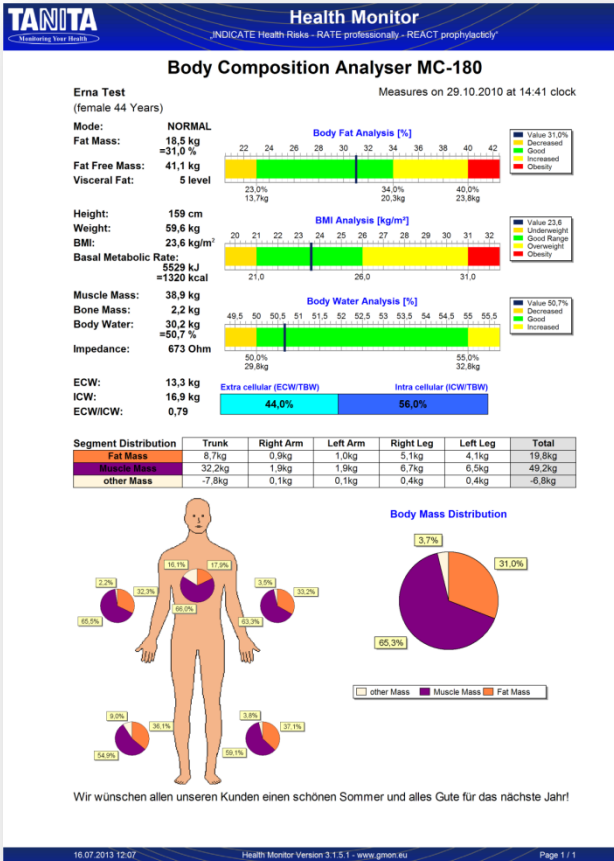 TANITA
Monitoring Your Health
Health Monitor
„INDICATE Health Risks - RATE professionally - REACT prophylacticly"
Body Composition Analyser MC-180
Erna Test
Measures on 29.10.2010 at 14:41 clock
(female 44 Years)
Mode: NORMAL
Fat Mass: 18,5 kg
=31,0 %
Fat Free Mass: 41,1 kg
Visceral Fat: 5 level
Body Fat Analysis [%]
22 24 26 28 30 32 34 36 38 40 42
23,0% 34,0% 40,0%
13,7kg 20,3kg 23,8kg
Value 31,0%
Decreased
Good
Increased
Obesity
Height: 159 cm
Weight: 59,6 kg
BMI: 23,6 kg/m²
Basal Metabolic Rate:
5529 kJ
=1320 kcal
BMI Analysis [kg/m²]
20 21 22 23 24 25 26 27 28 29 30 31 32
21,0 26,0 31,0
Value 23,6
Underweight
Good Range
Overweight
Obesity
Muscle Mass: 38,9 kg
Bone Mass: 2,2 kg
Body Water: 30,2 kg
=50,7 %
Impedance: 673 Ohm
Body Water Analysis [%]
49,5 50 50,5 51 51,5 52 52,5 53 53,5 54 54,5 55 55,5
50,0% 55,0%
29,8kg 32,8kg
Value 50,7%
Decreased
Good
Increased
ECW: 13,3 kg
ICW: 16,9 kg
ECW/ICW: 0,79
Extra cellular (ECW/TBW) Intra cellular (ICW/TBW)
44,0% 56,0%
Segment Distribution Trunk Right Arm Left Arm Right Leg Left Leg Total
Fat Mass 8,7kg 0,9kg 1,0kg 5,1kg 4,1kg 19,8kg
Muscle Mass 32,2kg 1,9kg 1,9kg 6,7kg 6,5kg 49,2kg
other Mass -7,8kg 0,1kg 0,1kg 0,4kg 0,4kg -6,8kg
16,1% 17,9%
66,0%
2,2% 32,3%
65,5%
3,5% 33,2%
63,3%
9,0% 36,1%
54,9%
3,8% 37,1%
59,1%
Body Mass Distribution
3,7%
31,0%
65,3%
other Mass Muscle Mass Fat Mass
Wir wünschen allen unseren Kunden einen schönen Sommer und alles Gute für das nächste Jahr!
16.07.2013 12:07 Health Monitor Version 3.1.5.1 - www.gmon.eu Page 1 / 1